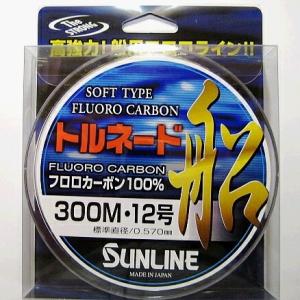 The STRONG
高強力!船用フロロライン!!
SOFT TYPE
FLUORO CARBON
トルネード
船
FLUORO CARBON
フロロカーボン100%
300M・12号
標準直径/0.570mm
SUNLINE
MADE IN JAPAN